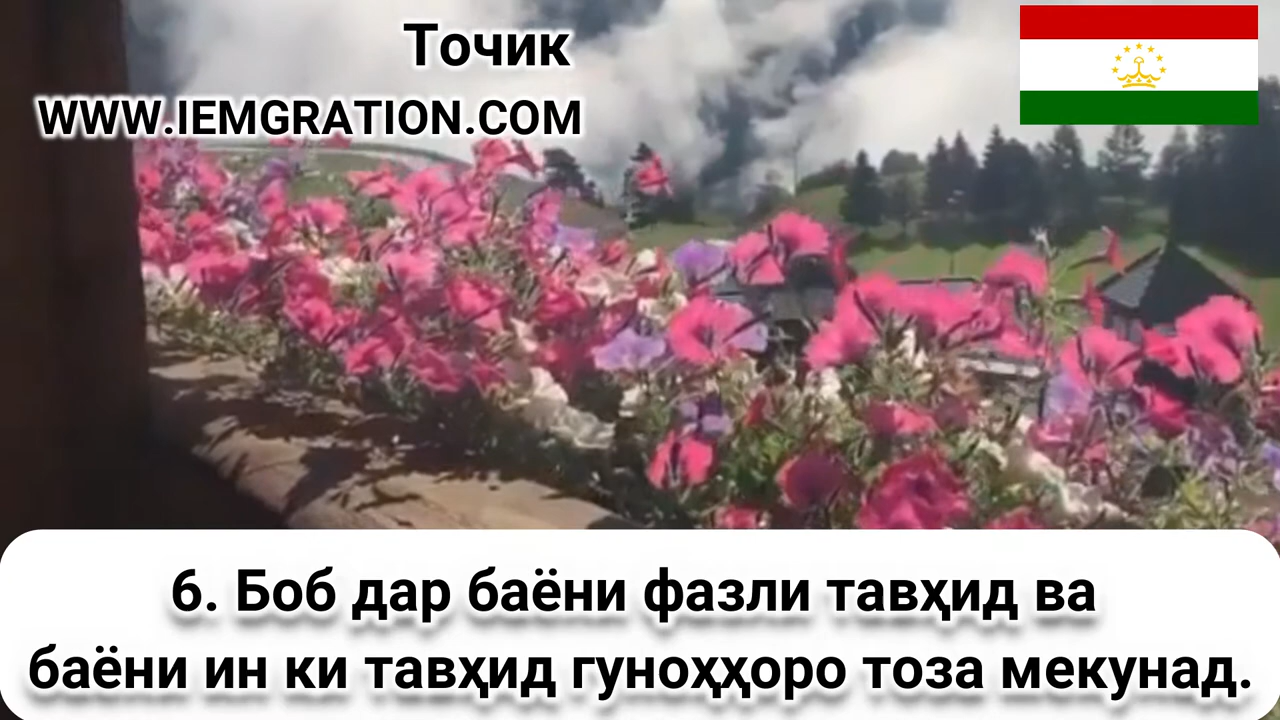 Точик
WWW.IEMGRATION.COM
6. Боб дар баёни фазли тавҳид ва
баёни ин ки тавҳид гуноҳҳоро тоза мекунад.